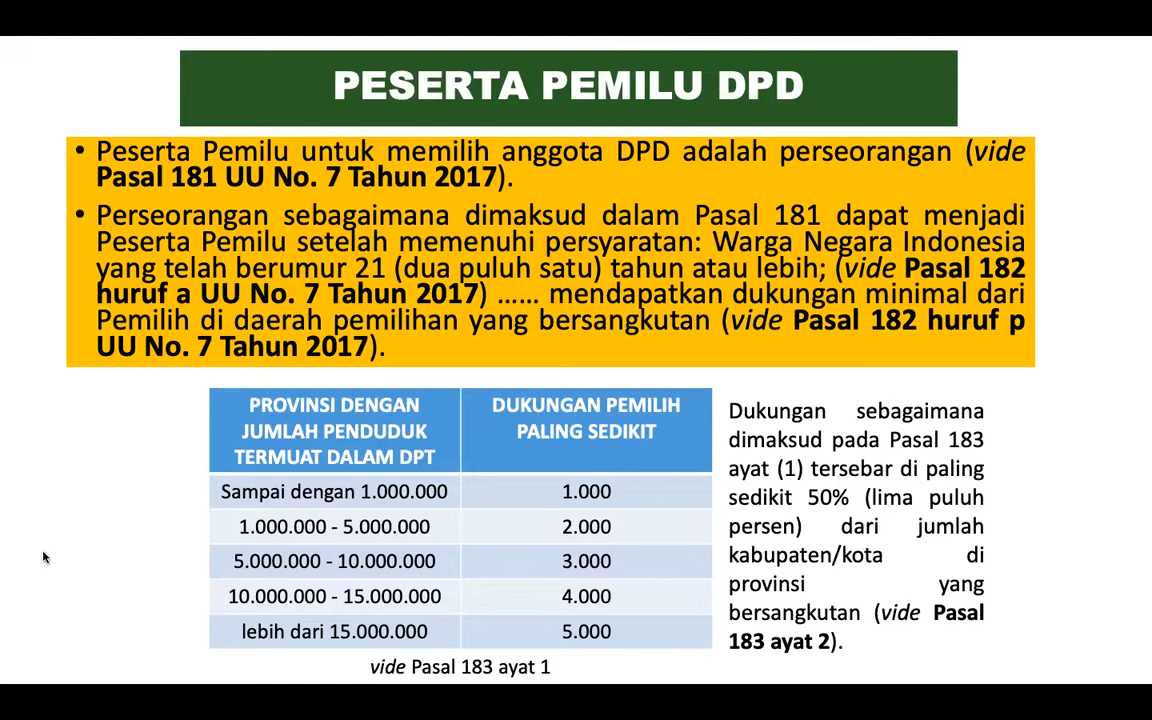 PESERTA PEMILU DPD
• Peserta Pemilu untuk memilih anggota DPD adalah perseorangan (vide
Pasal 181 UU No. 7 Tahun 2017).
• Perseorangan sebagaimana dimaksud dalam Pasal 181 dapat menjadi
Peserta Pemilu setelah memenuhi persyaratan: Warga Negara Indonesia
yang telah berumur 21 (dua puluh satu) tahun atau lebih; (vide Pasal 182
huruf a UU No. 7 Tahun 2017) …… mendapatkan dukungan minimal dari
Pemilih di daerah pemilihan yang bersangkutan (vide Pasal 182 huruf p
UU No. 7 Tahun 2017).
PROVINSI DENGAN
JUMLAH PENDUDUK
TERMUAT DALAM DPT
DUKUNGAN PEMILIH
PALING SEDIKIT
Sampai dengan 1.000.000 1.000
1.000.000 - 5.000.000 2.000
5.000.000 - 10.000.000 3.000
10.000.000 - 15.000.000 4.000
lebih dari 15.000.000 5.000
vide Pasal 183 ayat 1
Dukungan sebagaimana
dimaksud pada Pasal 183
ayat (1) tersebar di paling
sedikit 50% (lima puluh
persen) dari jumlah
kabupaten/kota di
provinsi yang
bersangkutan (vide Pasal
183 ayat 2).